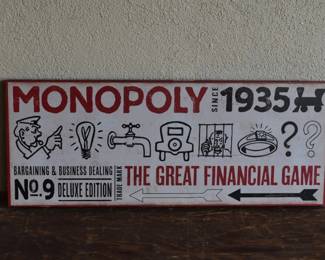 MONOPOLY SINCE 1935
? ?
BARGAINING & BUSINESS DEALING
No. 9 DELUXE EDITION
TRADE MARK
THE GREAT FINANCIAL GAME